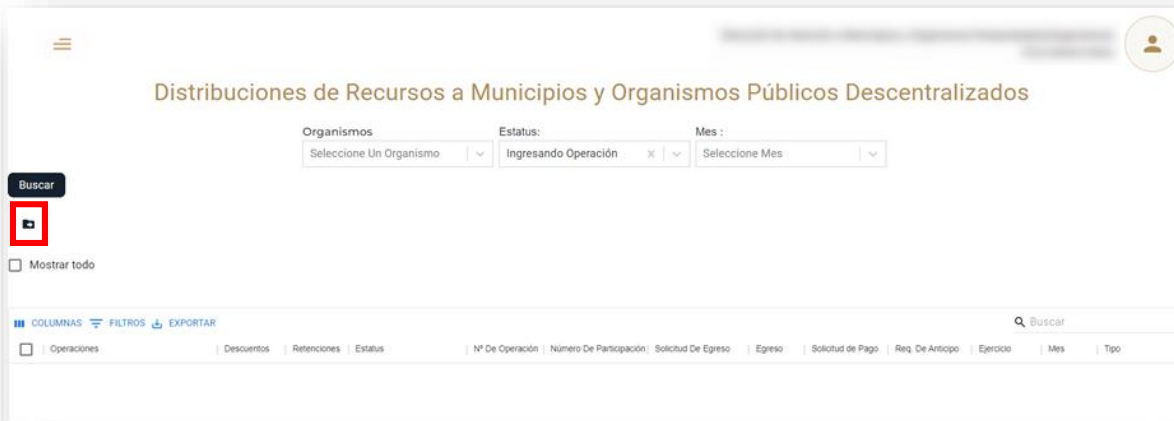 Distribuciones de Recursos a Municipios y Organismos Públicos Descentralizados
Organismos Estatus: Mes :
Seleccione Un Organismo Ingresando Operación Seleccione Mes
Buscar
Mostrar todo
COLUMNAS FILTROS EXPORTAR Buscar
Operaciones Descuentos Retenciones Estatus Nº De Operación Número De Participación Solicitud De Egreso Egreso Solicitud de Pago Req. De Anticipo Ejercicio Mes Tipo